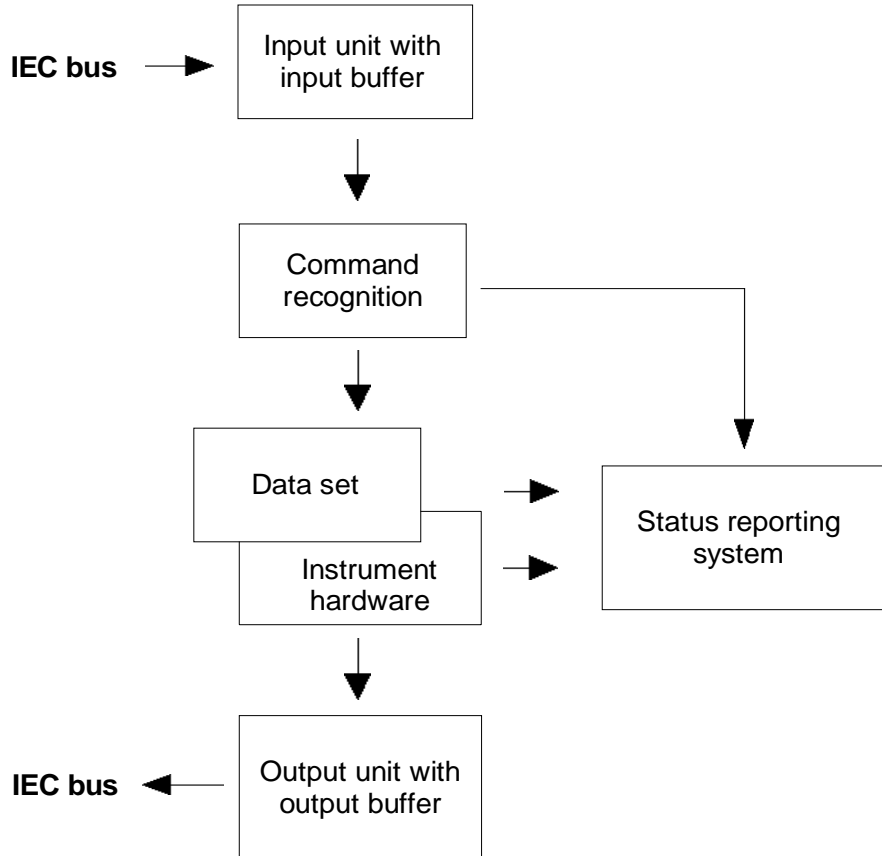 Input unit with
input buffer
IEC bus
Command
recognition
Data set
Status reporting
system
Instrument
hardware
Output unit with
output buffer
IEC bus